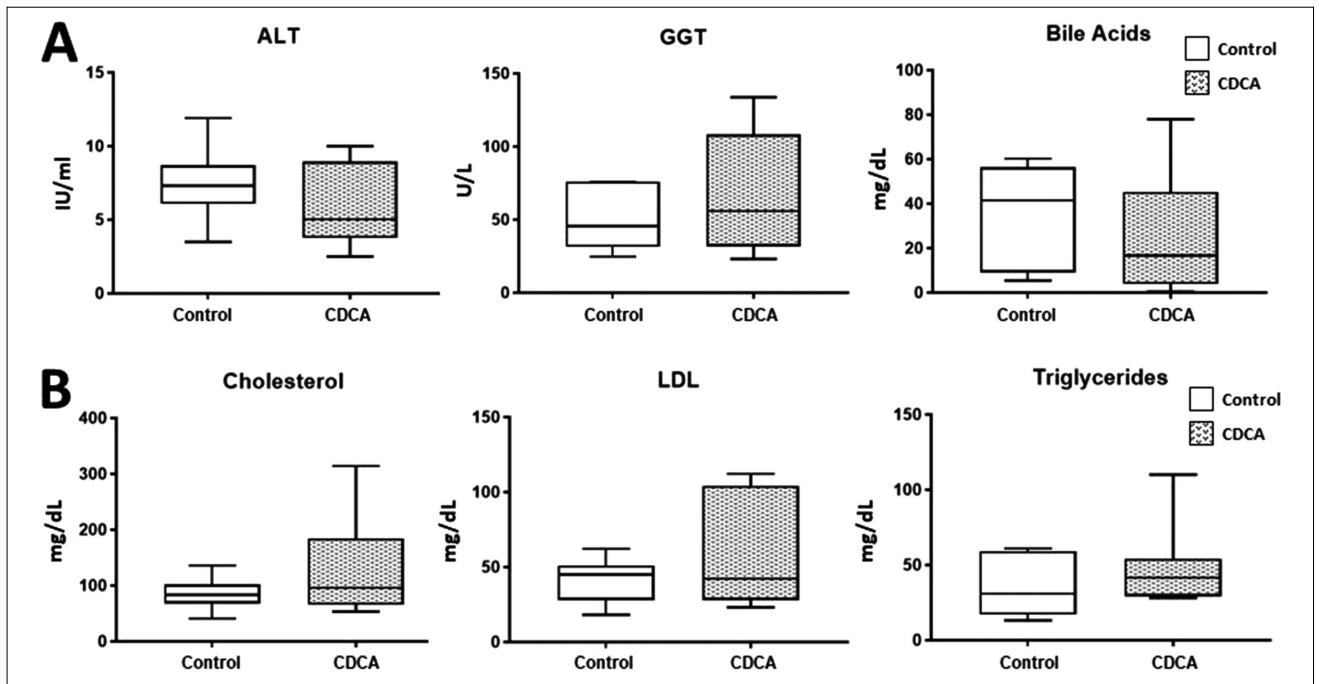 A
ALT
15
10
5
0
IU/ml
Control
CDCA
GGT
150
100
50
0
U/L
Control
CDCA
Bile Acids
100
80
60
40
20
0
mg/dL
Control
CDCA
Control
CDCA
B
Cholesterol
400
300
200
100
0
mg/dL
Control
CDCA
LDL
150
100
50
0
mg/dL
Control
CDCA
Triglycerides
150
100
50
0
mg/dL
Control
CDCA
Control
CDCA